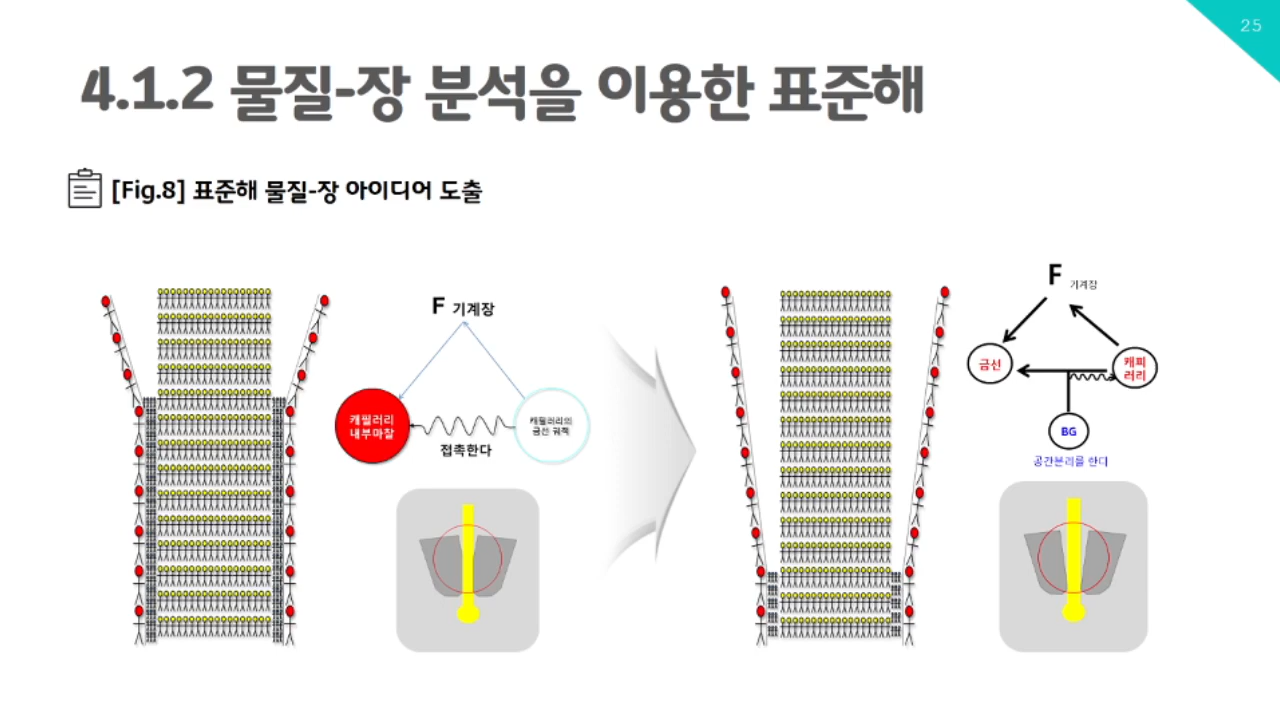 25
4.1.2 물질-장 분석을 이용한 표준해
[Fig.8] 표준해 물질-장 아이디어 도출
F 기계장
캐필러리
내부마찰
캐필러리의
금선 궤적
접촉한다
F 기계장
금선
캐피
러리
BG
공간분리를 한다